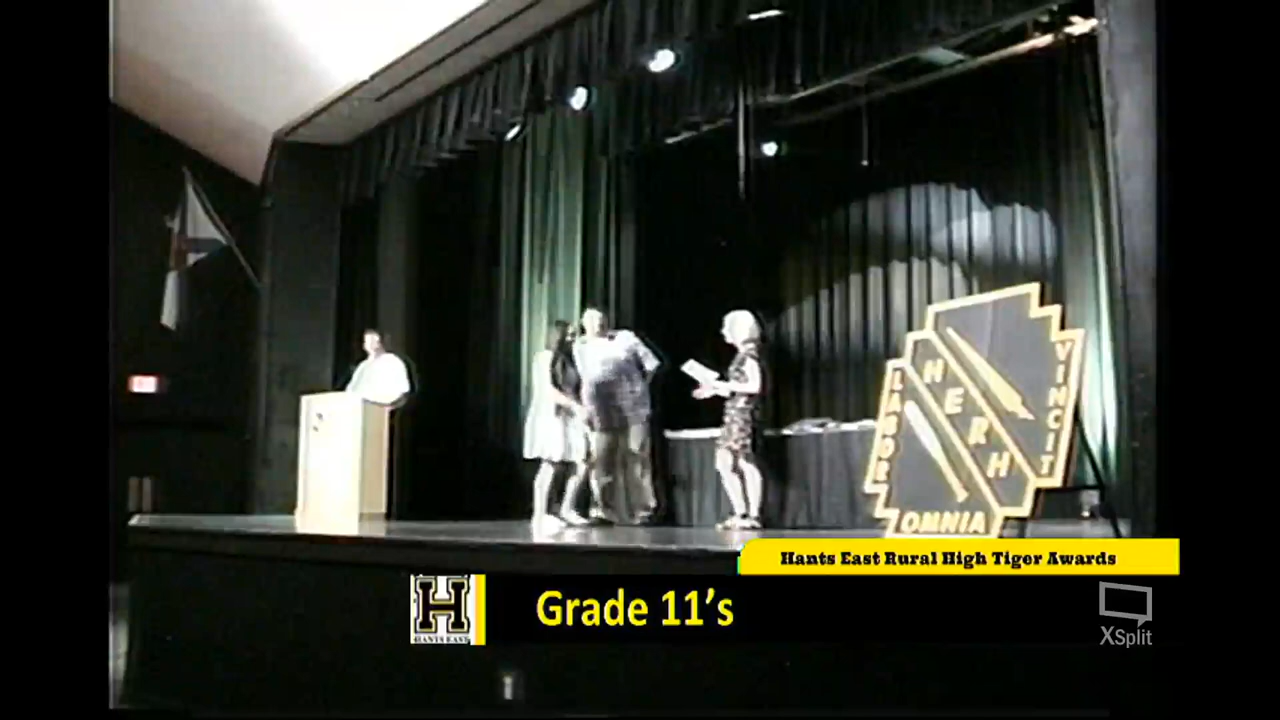 LABOR
HERH
VINCIT
OMNIA
Hants East Rural High Tiger Awards
H
HANTS EAST
Grade 11's
XSplit